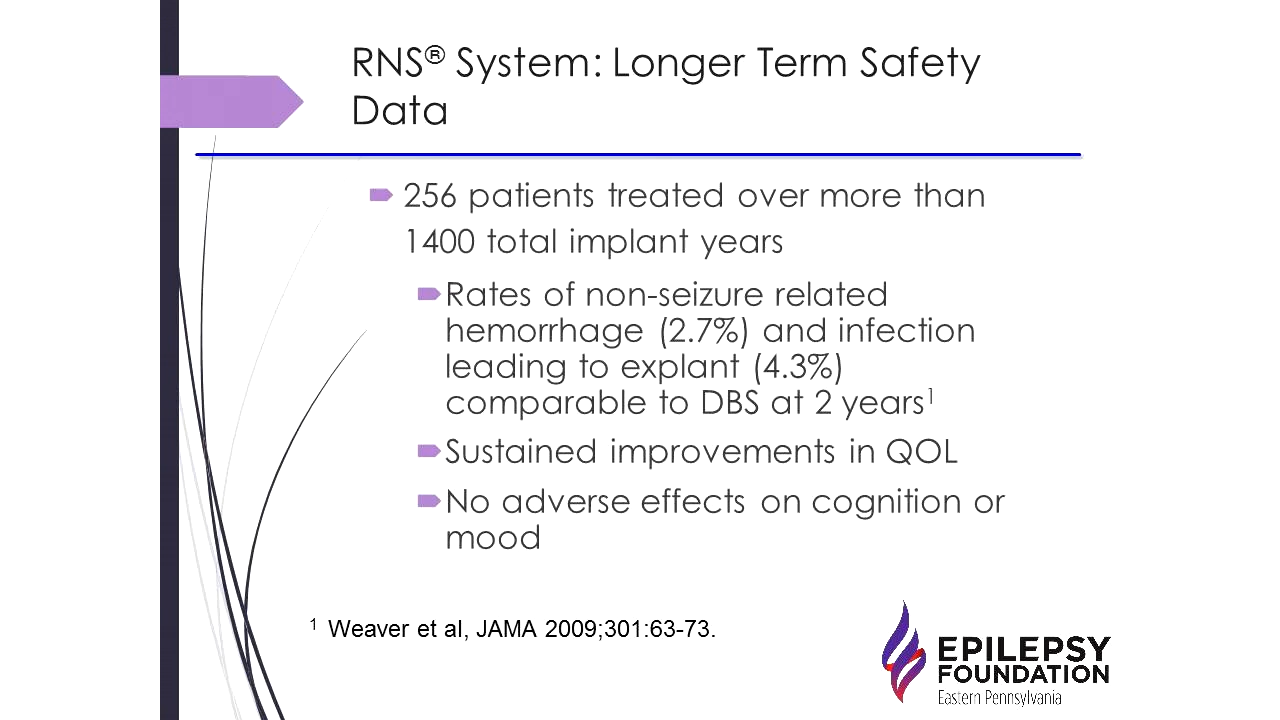 RNS® System: Longer Term Safety
Data
256 patients treated over more than
1400 total implant years
Rates of non-seizure related
hemorrhage (2.7%) and infection
leading to explant (4.3%)
comparable to DBS at 2 years¹
Sustained improvements in QOL
No adverse effects on cognition or
mood
¹ Weaver et al, JAMA 2009;301:63-73.
EPILEPSY
FOUNDATION
Eastern Pennsylvania